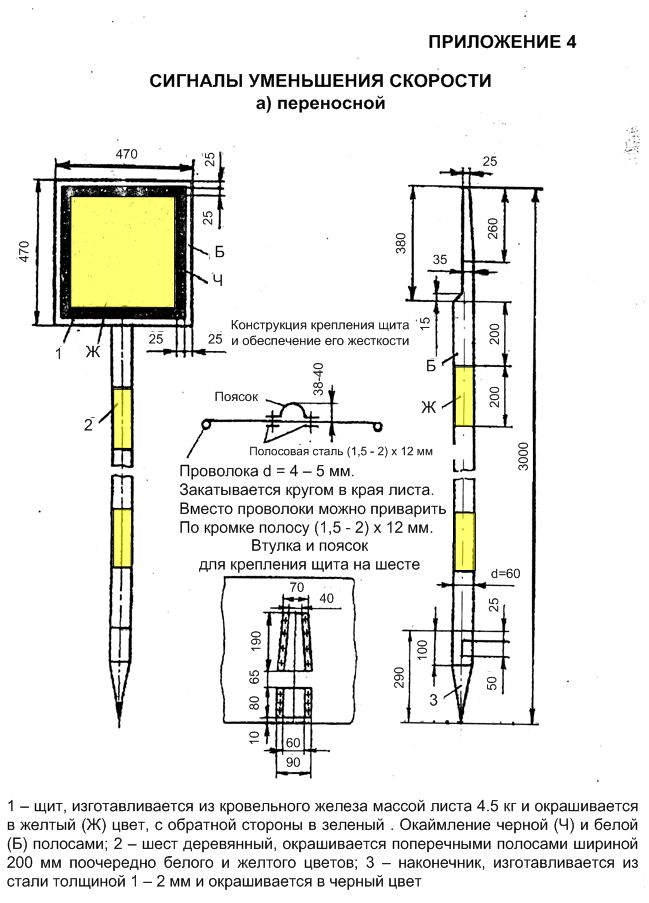 ПРИЛОЖЕНИЕ 4
СИГНАЛЫ УМЕНЬШЕНИЯ СКОРОСТИ
а) переносной
470
25
25
470
Б
Ч
1
Ж
25
25
2
Конструкция крепления щита
и обеспечение его жесткости
Поясок
38-40
Полосовая сталь (1,5 - 2) х 12 мм
Проволока d = 4 – 5 мм.
Закатывается кругом в края листа.
Вместо проволоки можно приварить
По кромке полосу (1,5 - 2) х 12 мм.
Втулка и поясок
для крепления щита на шесте
70
40
190
65
80
10
60
90
25
380
260
35
15
200
Б
Ж
200
3000
d=60
25
100
290
50
3
1 – щит, изготавливается из кровельного железа массой листа 4.5 кг и окрашивается
в желтый (Ж) цвет, с обратной стороны в зеленый . Окаймление черной (Ч) и белой
(Б) полосами; 2 – шест деревянный, окрашивается поперечными полосами шириной
200 мм поочередно белого и желтого цветов; 3 – наконечник, изготавливается из
стали толщиной 1 – 2 мм и окрашивается в черный цвет